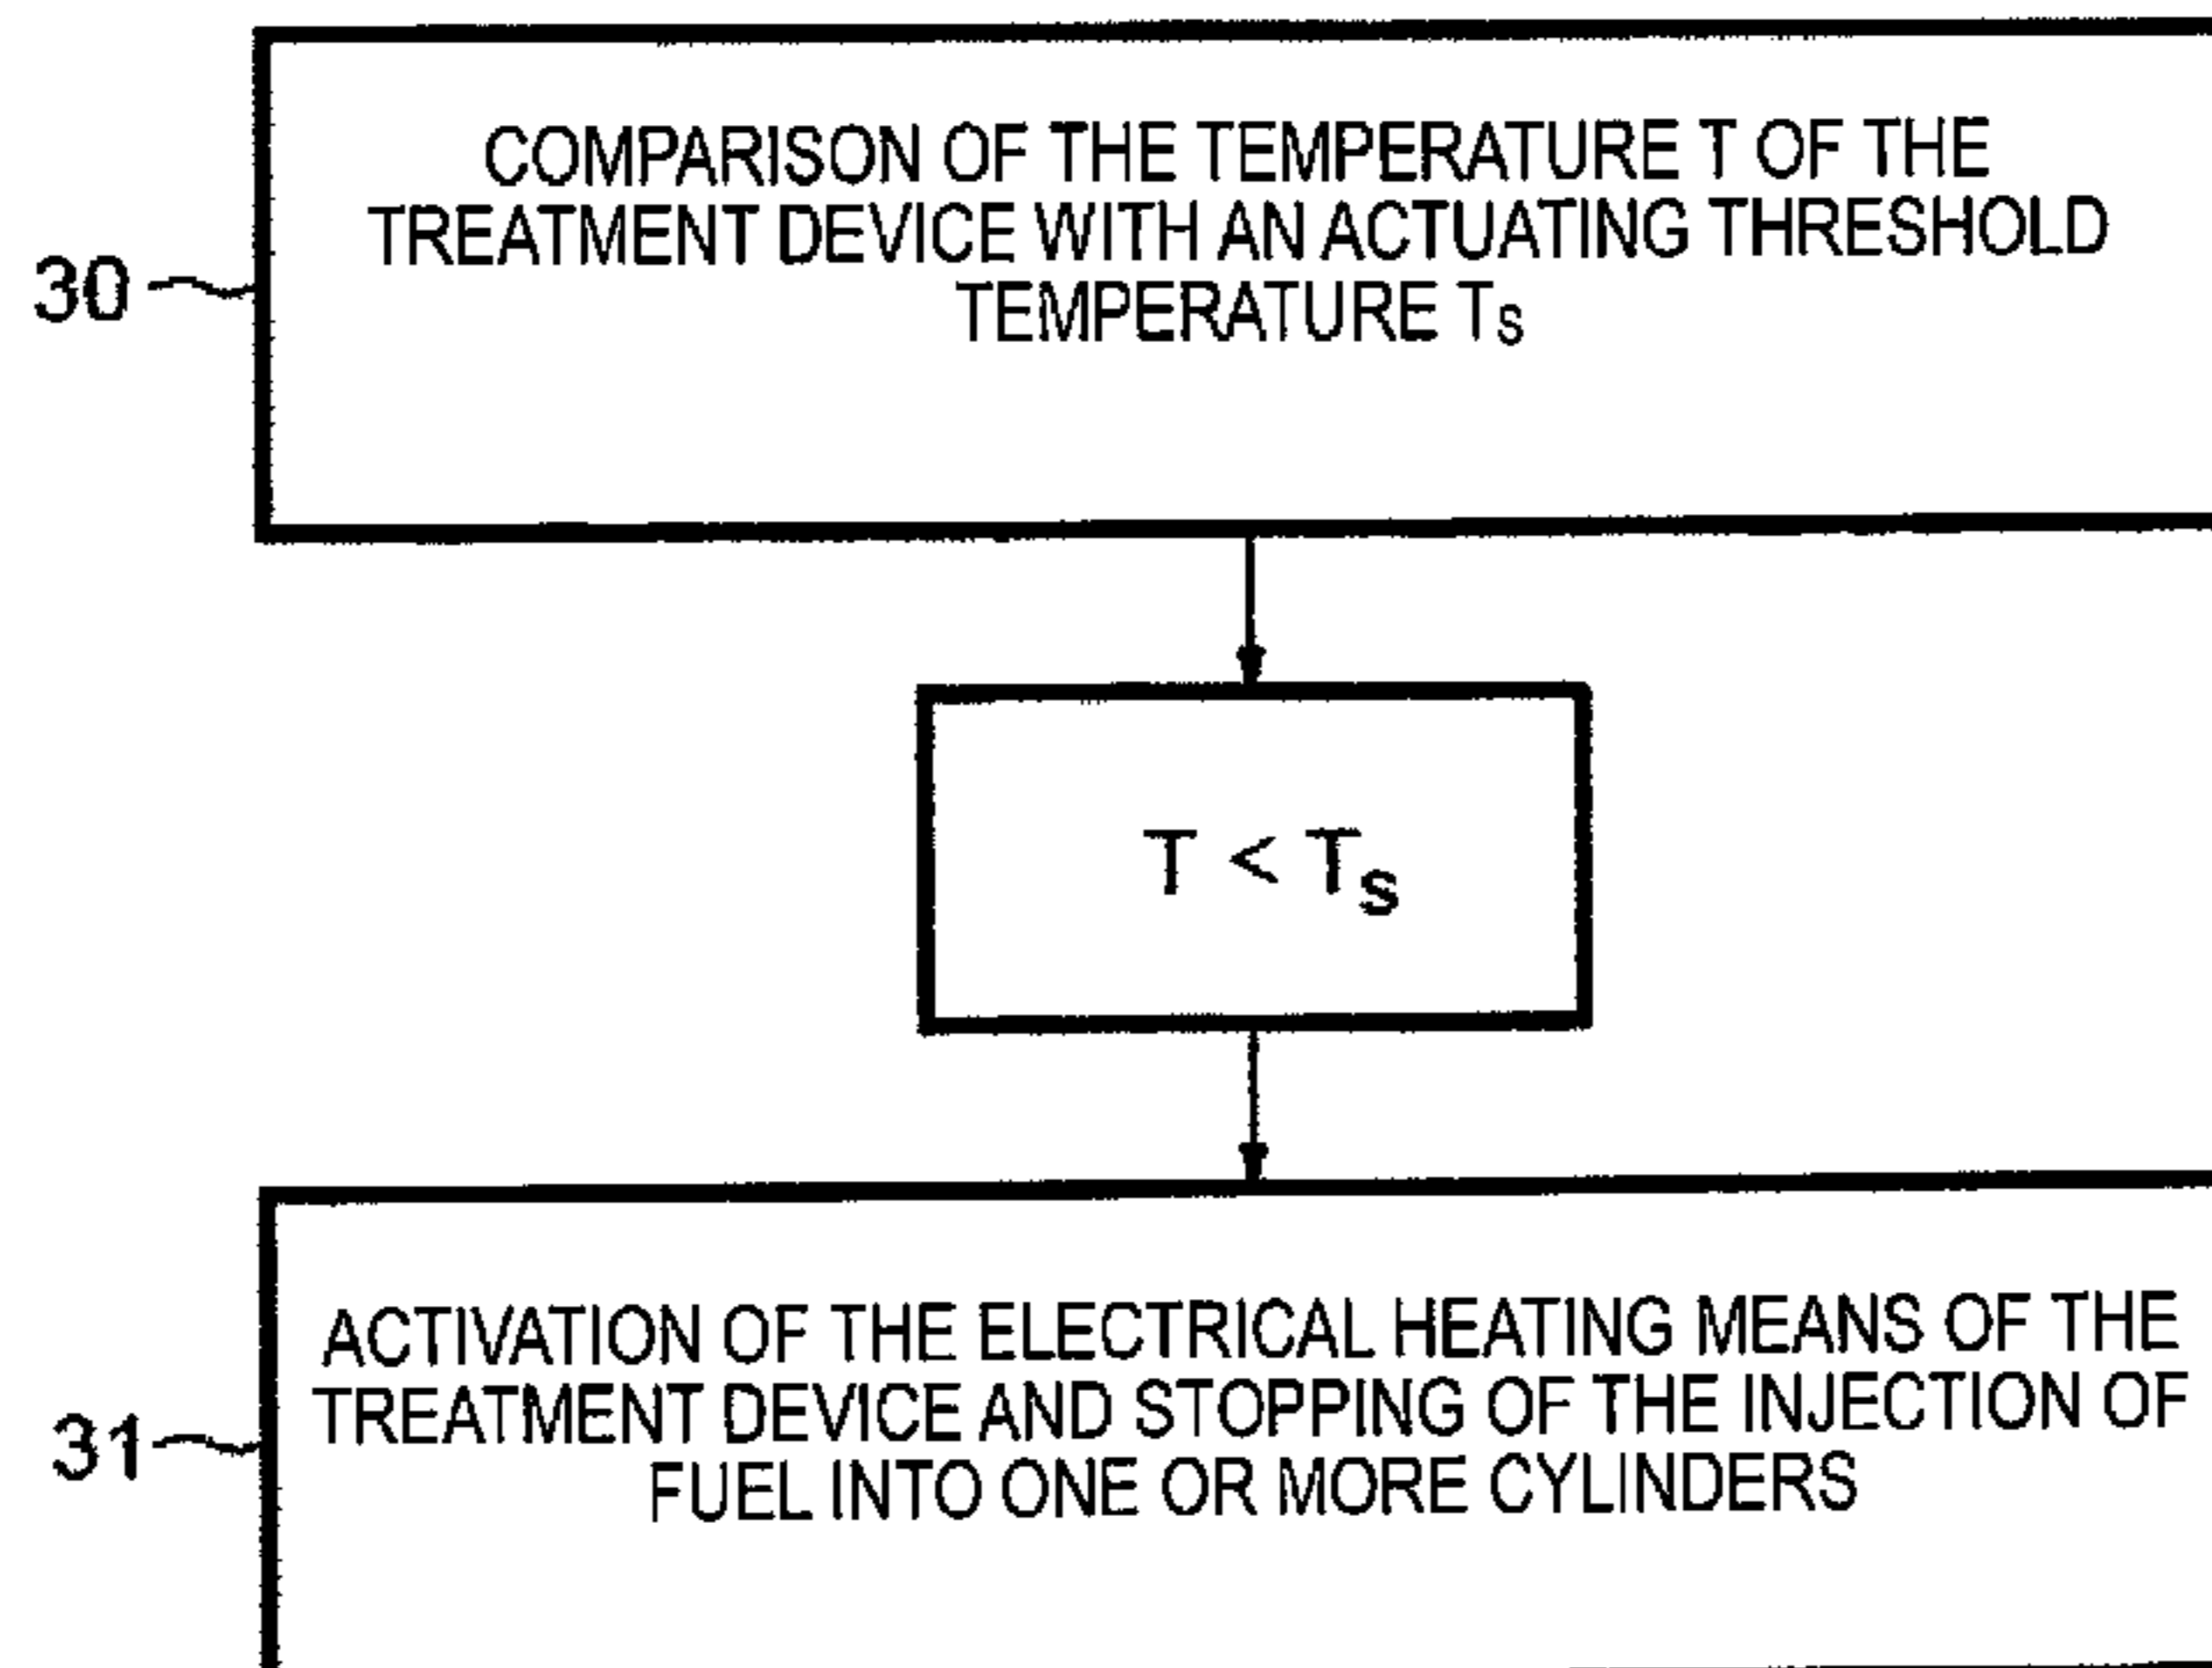 COMPARISON OF THE TEMPERATURE T OF THE
TREATMENT DEVICE WITH AN ACTUATING THRESHOLD
TEMPERATURE Ts
30
T < Ts
ACTIVATION OF THE ELECTRICAL HEATING MEANS OF THE
TREATMENT DEVICE AND STOPPING OF THE INJECTION OF
FUEL INTO ONE OR MORE CYLINDERS
31